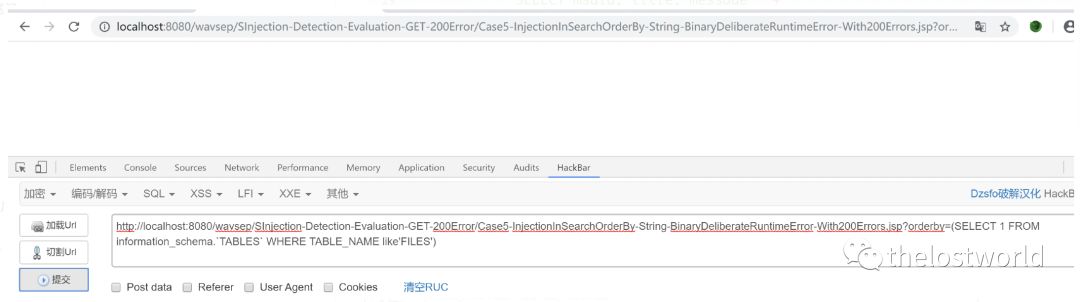 localhost:8080/wavsep/SInjection-Detection-Evaluation-GET-200Error/Case5-InjectionInSearchOrderBy-String-BinaryDeliberateRuntimeError-With200Errors.jsp?o...
Elements Console Sources Network Performance Memory Application Security Audits HackBar
加密 编码/解码 SQL XSS LFI XXE 其他 Dzsfo破解汉化 HackB
加载Url
切割Url
提交
http://localhost:8080/wavsep/SInjection-Detection-Evaluation-GET-200Error/Case5-InjectionInSearchOrderBy-String-BinaryDeliberateRuntimeError-With200Errors.jsp?orderby=(SELECT 1 FROM
information_schema.`TABLES` WHERE TABLE_NAME like'FILES')
thelostworld
Post data Referer User Agent Cookies 清空RUC